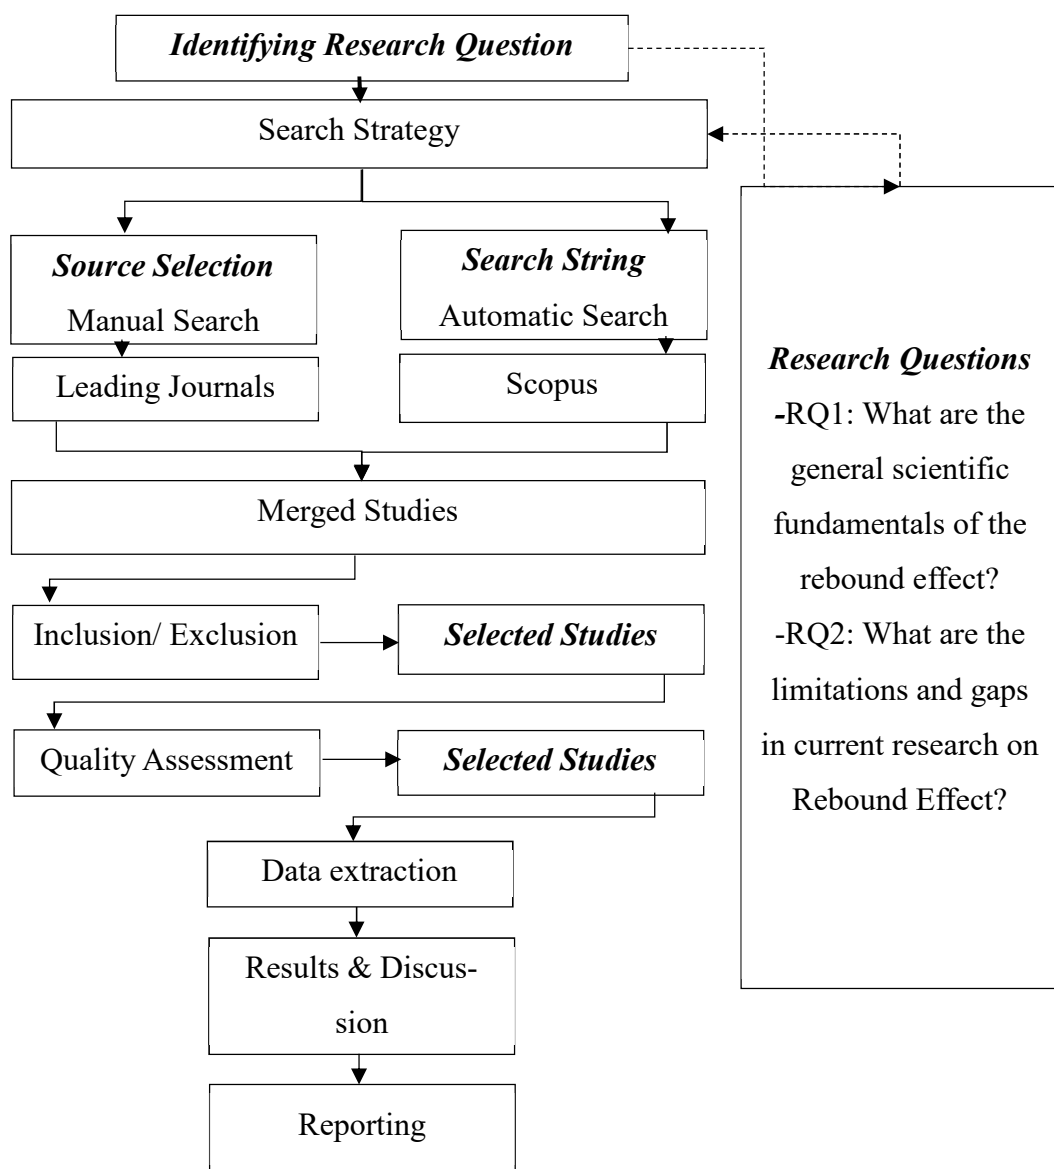 Identifying Research Question
Search Strategy
Source Selection
Manual Search
Search String
Automatic Search
Leading Journals
Scopus
Merged Studies
Inclusion/ Exclusion
Selected Studies
Quality Assessment
Selected Studies
Data extraction
Results & Discus-
sion
Reporting
Research Questions
-RQ1: What are the
general scientific
fundamentals of the
rebound effect?
-RQ2: What are the
limitations and gaps
in current research on
Rebound Effect?